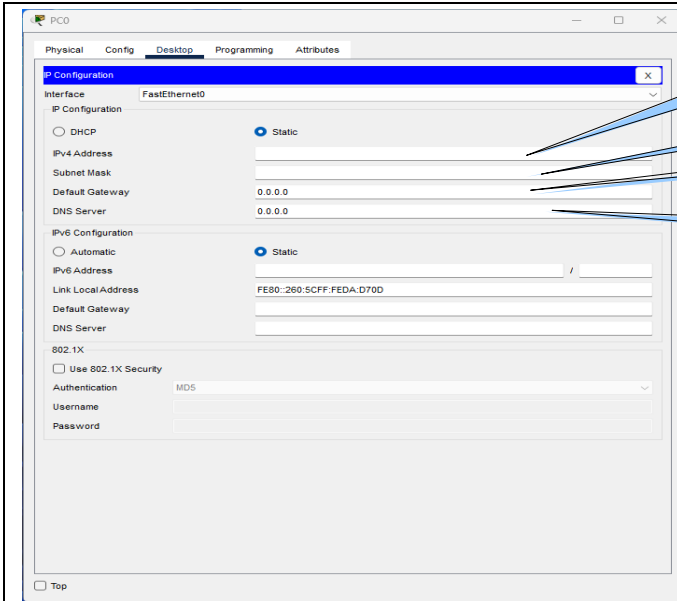 PC0
Physical Config Desktop Programming Attributes
IP Configuration X
Interface FastEthernet0
IP Configuration
DHCP Static
IPv4 Address
Subnet Mask
Default Gateway 0.0.0.0
DNS Server 0.0.0.0
IPv6 Configuration
Automatic Static
IPv6 Address /
Link Local Address FE80::260:5CFF:FEDA:D70D
Default Gateway
DNS Server
802.1X
Use 802.1X Security
Authentication MD5
Username
Password
Top